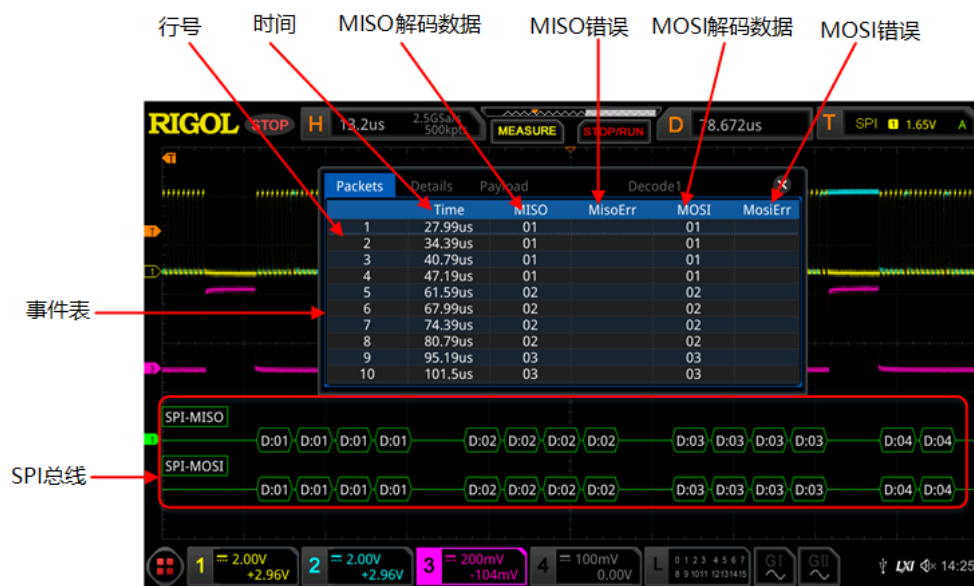 行号 时间 MISO解码数据 MISO错误 MOSI解码数据 MOSI错误
RIGOL STOP H 13.2us 2.5GSa/s 500kpts MEASURE STOP/RUN D 78.672us T SPI 1 1.65V A
T
Packets Details Payload Decode1
Time MISO MisoErr MOSI MosiErr
1 27.99us 01 01
2 34.39us 01 01
3 40.79us 01 01
4 47.19us 01 01
5 61.59us 02 02
6 67.99us 02 02
7 74.39us 02 02
8 80.79us 02 02
9 95.19us 03 03
10 101.5us 03 03
T
1
事件表
3
SPI-MISO
1 D:01 D:01 D:01 D:01 D:02 D:02 D:02 D:02 D:03 D:03 D:03 D:03 D:04 D:04
SPI-MOSI
SPI总线
D:01 D:01 D:01 D:01 D:02 D:02 D:02 D:02 D:03 D:03 D:03 D:03 D:04 D:04
1 2.00V 2 2.00V 3 200mV 4 100mV L 0 1 2 3 4 5 6 7 GI GII LXI 14:25
+2.96V +2.96V -104mV 0.00V 8 9 1011 12131415